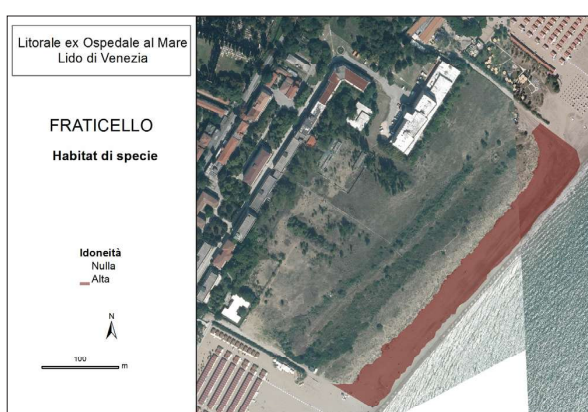 Litorale ex Ospedale al Mare
Lido di Venezia
FRATICELLO
Habitat di specie
Idoneità
Nulla
Alta
N
100
m